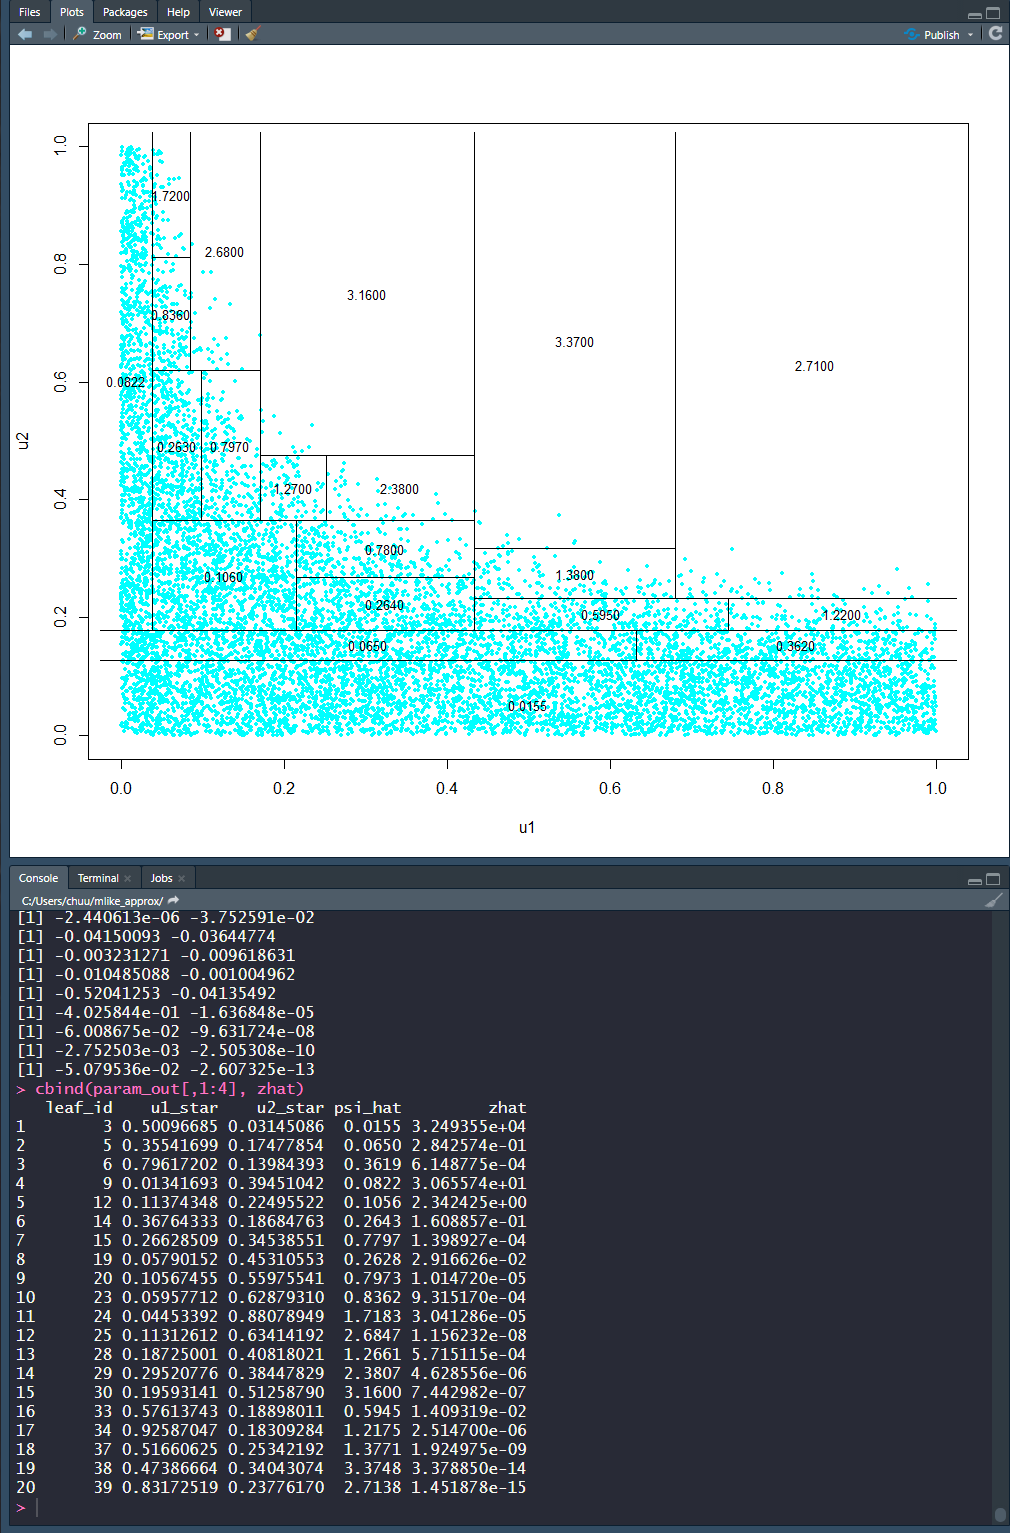 Files Plots Packages Help Viewer
Zoom Export Publish
1.0
1.7200
2.6800
0.8
3.1600
0.8360
3.3700
2.7100
0.6
0.0822
u2
0.2630 0.7970
0.4
1.2700 2.3800
0.7800
0.1060
1.3800
0.2640
0.2
0.5950 1.2200
0.0650 0.3620
0.0155
0.0
0.0 0.2 0.4 0.6 0.8 1.0
u1
Console Terminal Jobs
C:/Users/chuu/mlike_approx/
[1] -2.440613e-06 -3.752591e-02
[1] -0.04150093 -0.03644774
[1] -0.003231271 -0.009618631
[1] -0.010485088 -0.001004962
[1] -0.52041253 -0.04135492
[1] -4.025844e-01 -1.636848e-05
[1] -6.008675e-02 -9.631724e-08
[1] -2.752503e-03 -2.505308e-10
[1] -5.079536e-02 -2.607325e-13
> cbind(param_out[,1:4], zhat)
leaf_id u1_star u2_star psi_hat zhat
1 3 0.50096685 0.03145086 0.0155 3.249355e+04
2 5 0.35541699 0.17477854 0.0650 2.842574e-01
3 6 0.79617202 0.13984393 0.3619 6.148775e-04
4 9 0.01341693 0.39451042 0.0822 3.065574e+01
5 12 0.11374348 0.22495522 0.1056 2.342425e+00
6 14 0.36764333 0.18684763 0.2643 1.608857e-01
7 15 0.26628509 0.34538551 0.7797 1.398927e-04
8 19 0.05790152 0.45310553 0.2628 2.916626e-02
9 20 0.10567455 0.55975541 0.7973 1.014720e-05
10 23 0.05957712 0.62879310 0.8362 9.315170e-04
11 24 0.04453392 0.88078949 1.7183 3.041286e-05
12 25 0.11312612 0.63414192 2.6847 1.156232e-08
13 28 0.18725001 0.40818021 1.2661 5.715115e-04
14 29 0.29520776 0.38447829 2.3807 4.628556e-06
15 30 0.19593141 0.51258790 3.1600 7.442982e-07
16 33 0.57613743 0.18898011 0.5945 1.409319e-02
17 34 0.92587047 0.18309284 1.2175 2.514700e-06
18 37 0.51660625 0.25342192 1.3771 1.924975e-09
19 38 0.47386664 0.34043074 3.3748 3.378850e-14
20 39 0.83172519 0.23776170 2.7138 1.451878e-15
>